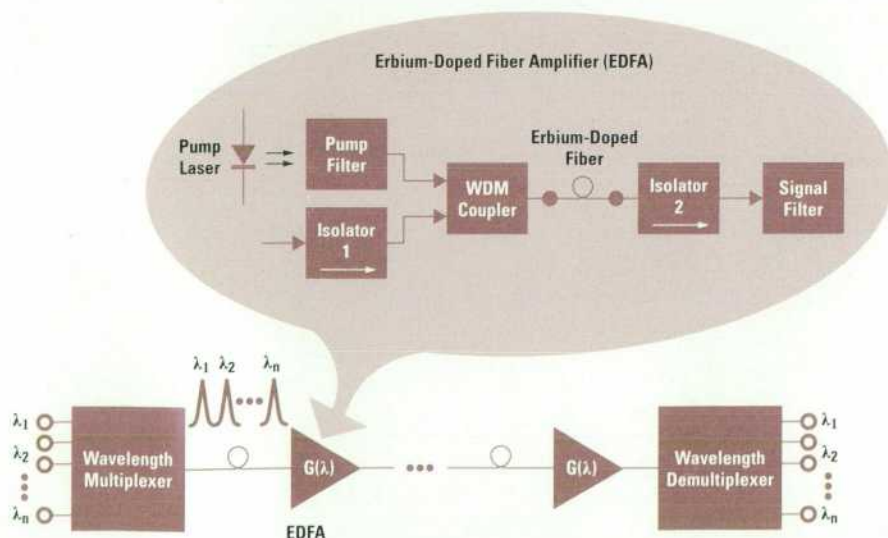 Erbium-Doped Fiber Amplifier (EDFA)
Pump
Laser
Pump
Filter
Isolator
1
WDM
Coupler
Erbium-Doped
Fiber
Isolator
2
Signal
Filter
λ1 λ2 λn
λ1
λ2
λn
Wavelength
Multiplexer
G(λ)
EDFA
G(λ)
Wavelength
Demultiplexer
λ1
λ2
λn